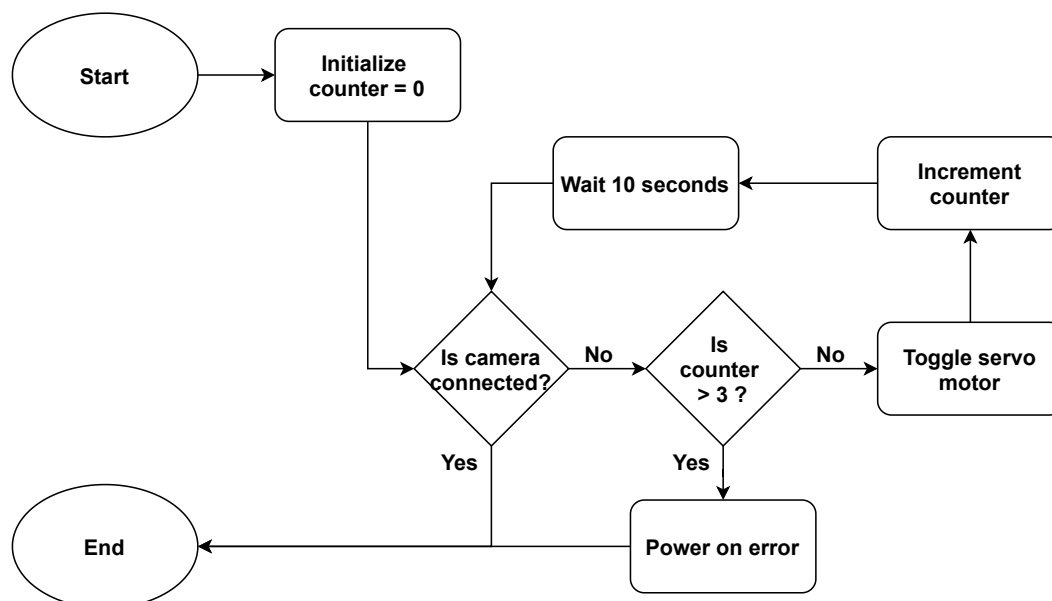 Start
Initialize
counter = 0
Wait 10 seconds
Increment
counter
Is camera
connected?
No
Is
counter
> 3 ?
No
Toggle servo
motor
Yes
Yes
End
Power on error